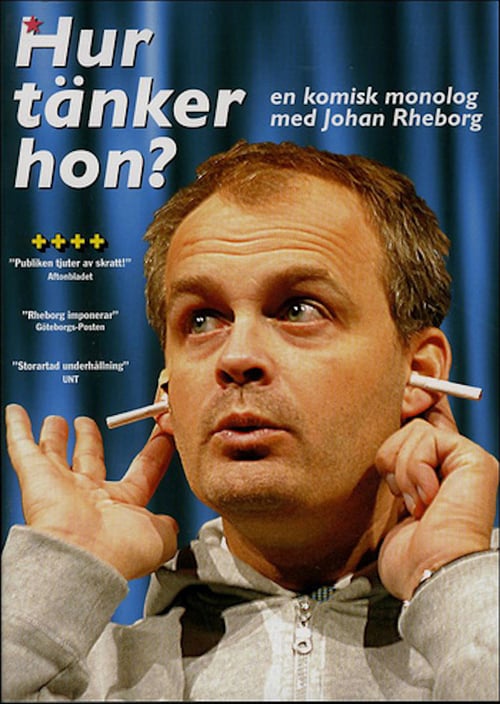 Hur
tänker
hon?
en komisk monolog
med Johan Rheborg
"Publiken tjuter av skratt!"
Aftonbladet
"Rheborg imponerar"
Göteborgs-Posten
"Storartad underhållning"
UNT